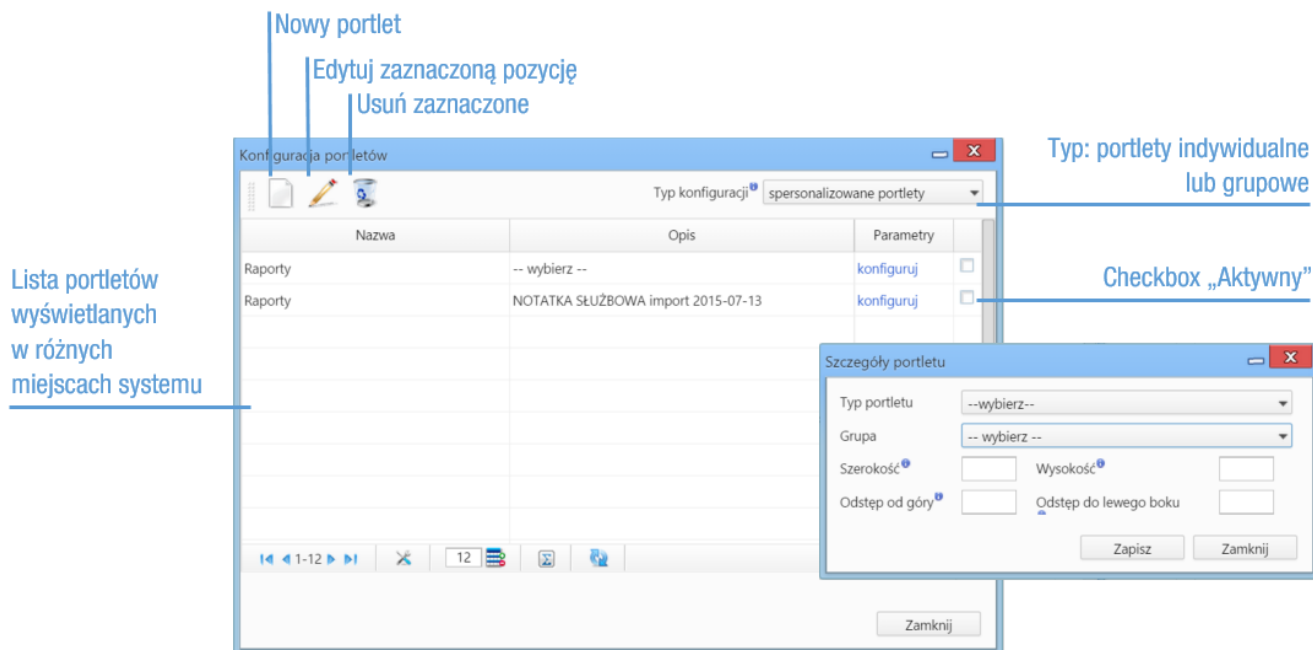 Nowy portlet
Edytuj zaznaczoną pozycję
Usuń zaznaczone
Konfiguracja portletów
Typ: portlety indywidualne
lub grupowe
Typ konfiguracji spersonalizowane portlety
Nazwa Opis Parametry
Raporty -- wybierz -- konfiguruj
Raporty NOTATKA SŁUŻBOWA import 2015-07-13 konfiguruj
Checkbox „Aktywny”
Lista portletów
wyświetlanych
w różnych
miejscach systemu
Szczegóły portletu
Typ portletu --wybierz--
Grupa -- wybierz --
Szerokość Wysokość
Odstęp od góry Odstęp do lewego boku
Zapisz Zamknij
1-12 12
Zamknij